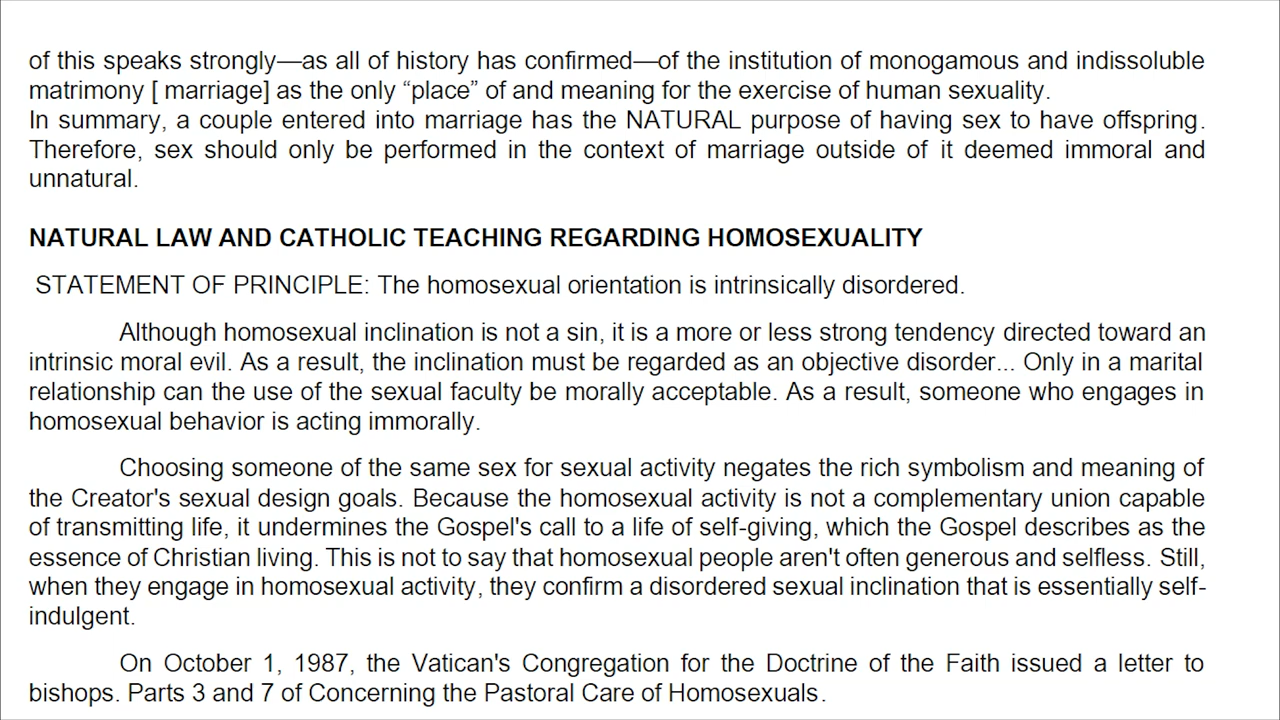 of this speaks strongly—as all of history has confirmed—of the institution of monogamous and indissoluble
matrimony [ marriage] as the only “place” of and meaning for the exercise of human sexuality.
In summary, a couple entered into marriage has the NATURAL purpose of having sex to have offspring.
Therefore, sex should only be performed in the context of marriage outside of it deemed immoral and
unnatural.
NATURAL LAW AND CATHOLIC TEACHING REGARDING HOMOSEXUALITY
STATEMENT OF PRINCIPLE: The homosexual orientation is intrinsically disordered.
Although homosexual inclination is not a sin, it is a more or less strong tendency directed toward an
intrinsic moral evil. As a result, the inclination must be regarded as an objective disorder... Only in a marital
relationship can the use of the sexual faculty be morally acceptable. As a result, someone who engages in
homosexual behavior is acting immorally.
Choosing someone of the same sex for sexual activity negates the rich symbolism and meaning of
the Creator's sexual design goals. Because the homosexual activity is not a complementary union capable
of transmitting life, it undermines the Gospel's call to a life of self-giving, which the Gospel describes as the
essence of Christian living. This is not to say that homosexual people aren't often generous and selfless. Still,
when they engage in homosexual activity, they confirm a disordered sexual inclination that is essentially self-
indulgent.
On October 1, 1987, the Vatican's Congregation for the Doctrine of the Faith issued a letter to
bishops. Parts 3 and 7 of Concerning the Pastoral Care of Homosexuals.